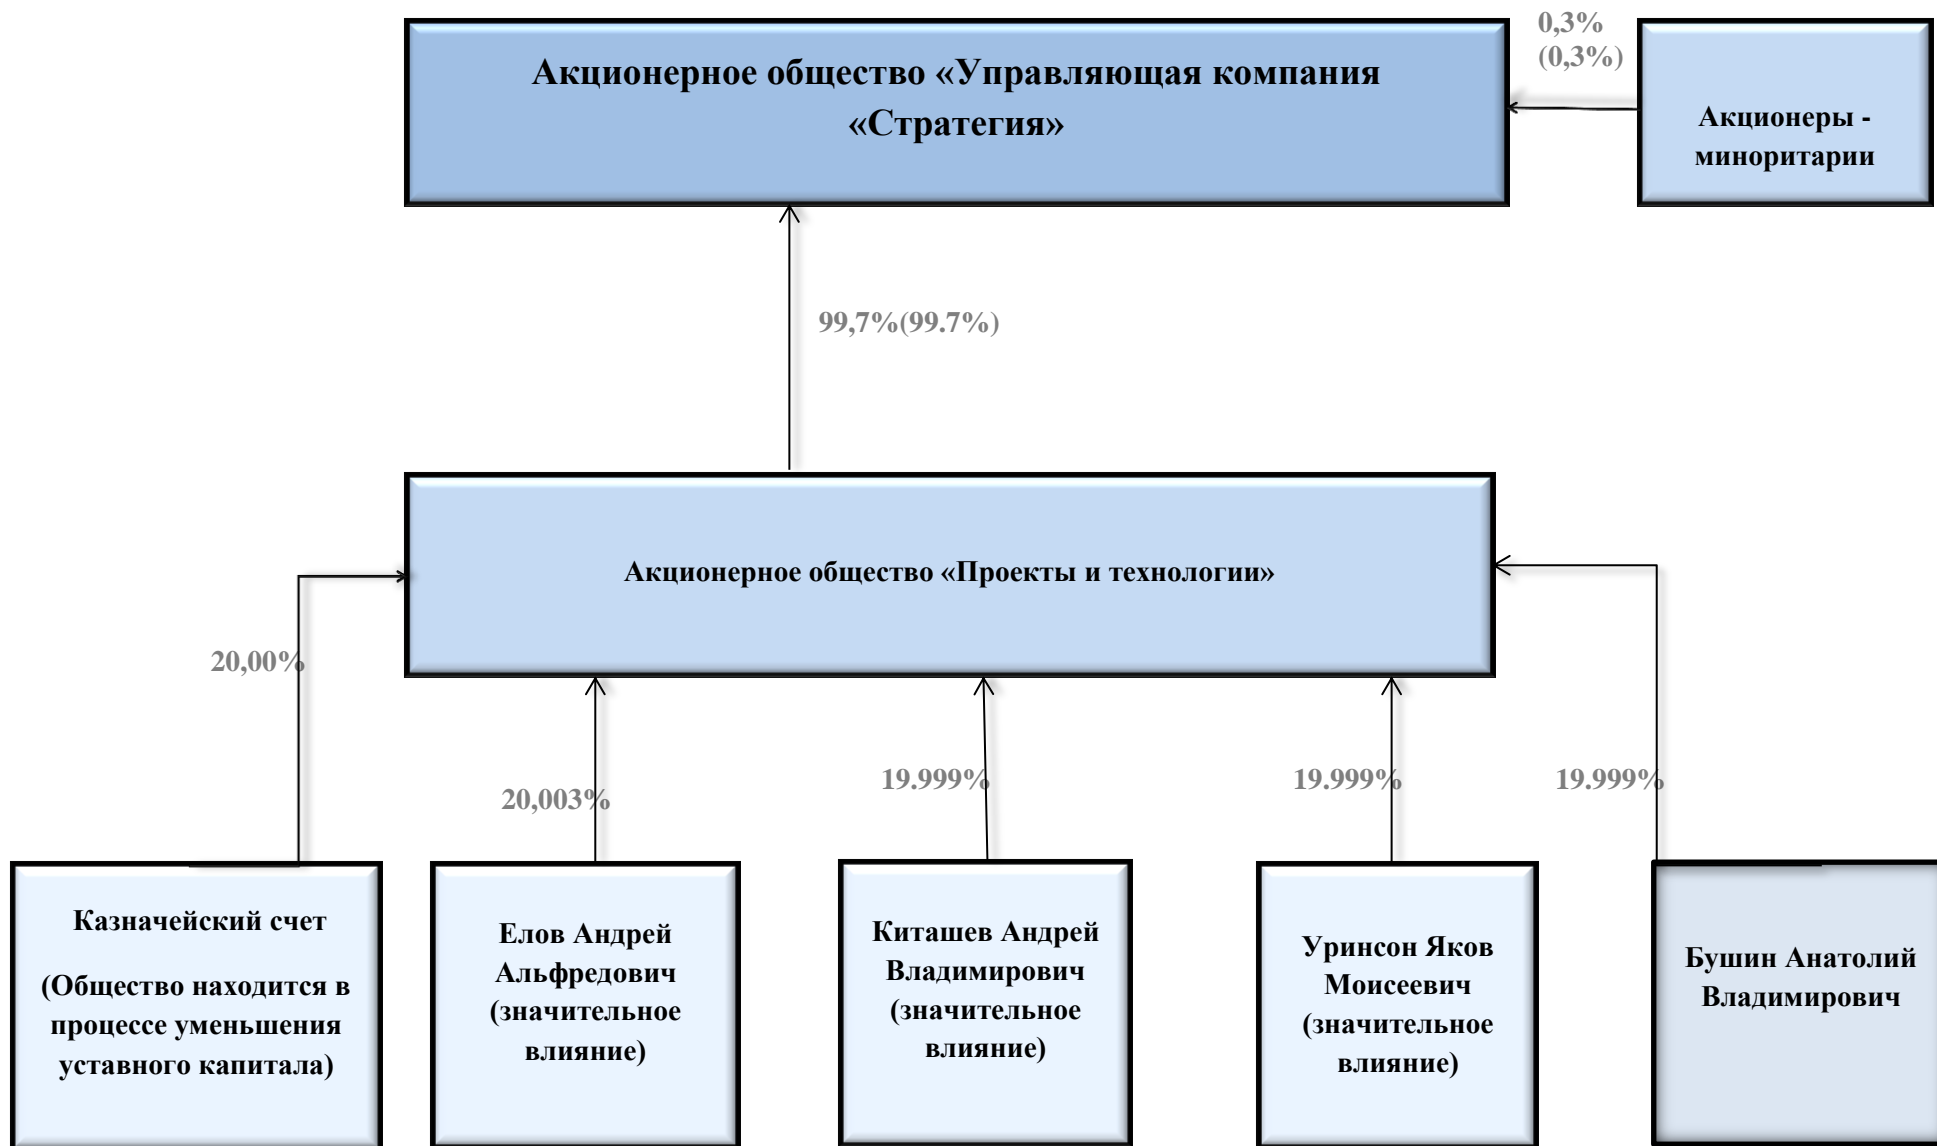 Акционерное общество «Управляющая компания
«Стратегия»
0,3%
(0,3%)
Акционеры -
миноритарии
99,7%(99.7%)
Акционерное общество «Проекты и технологии»
20,00%
20,003%
19.999%
19.999%
19.999%
Казначейский счет
(Общество находится в
процессе уменьшения
уставного капитала)
Елов Андрей
Альфредович
(значительное
влияние)
Киташев Андрей
Владимирович
(значительное
влияние)
Уринсон Яков
Моисеевич
(значительное
влияние)
Бушин Анатолий
Владимирович